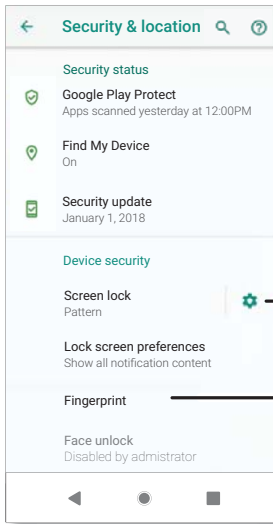 Security & location
Security status
Google Play Protect
Apps scanned yesterday at 12:00PM
Find My Device
On
Security update
January 1, 2018
Device security
Screen lock
Pattern
Lock screen preferences
Show all notification content
Fingerprint
Face unlock
Disabled by admistrator